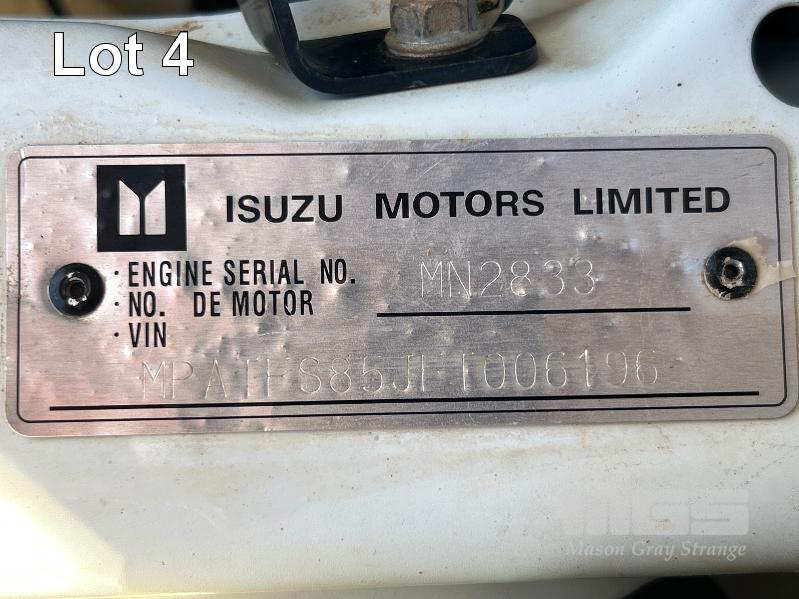 Lot 4
ISUZU MOTORS LIMITED
· ENGINE SERIAL NO. MN2833
· NO. DE MOTOR
· VIN
MPATFS85JFT006196
MGS
Mason Gray Strange